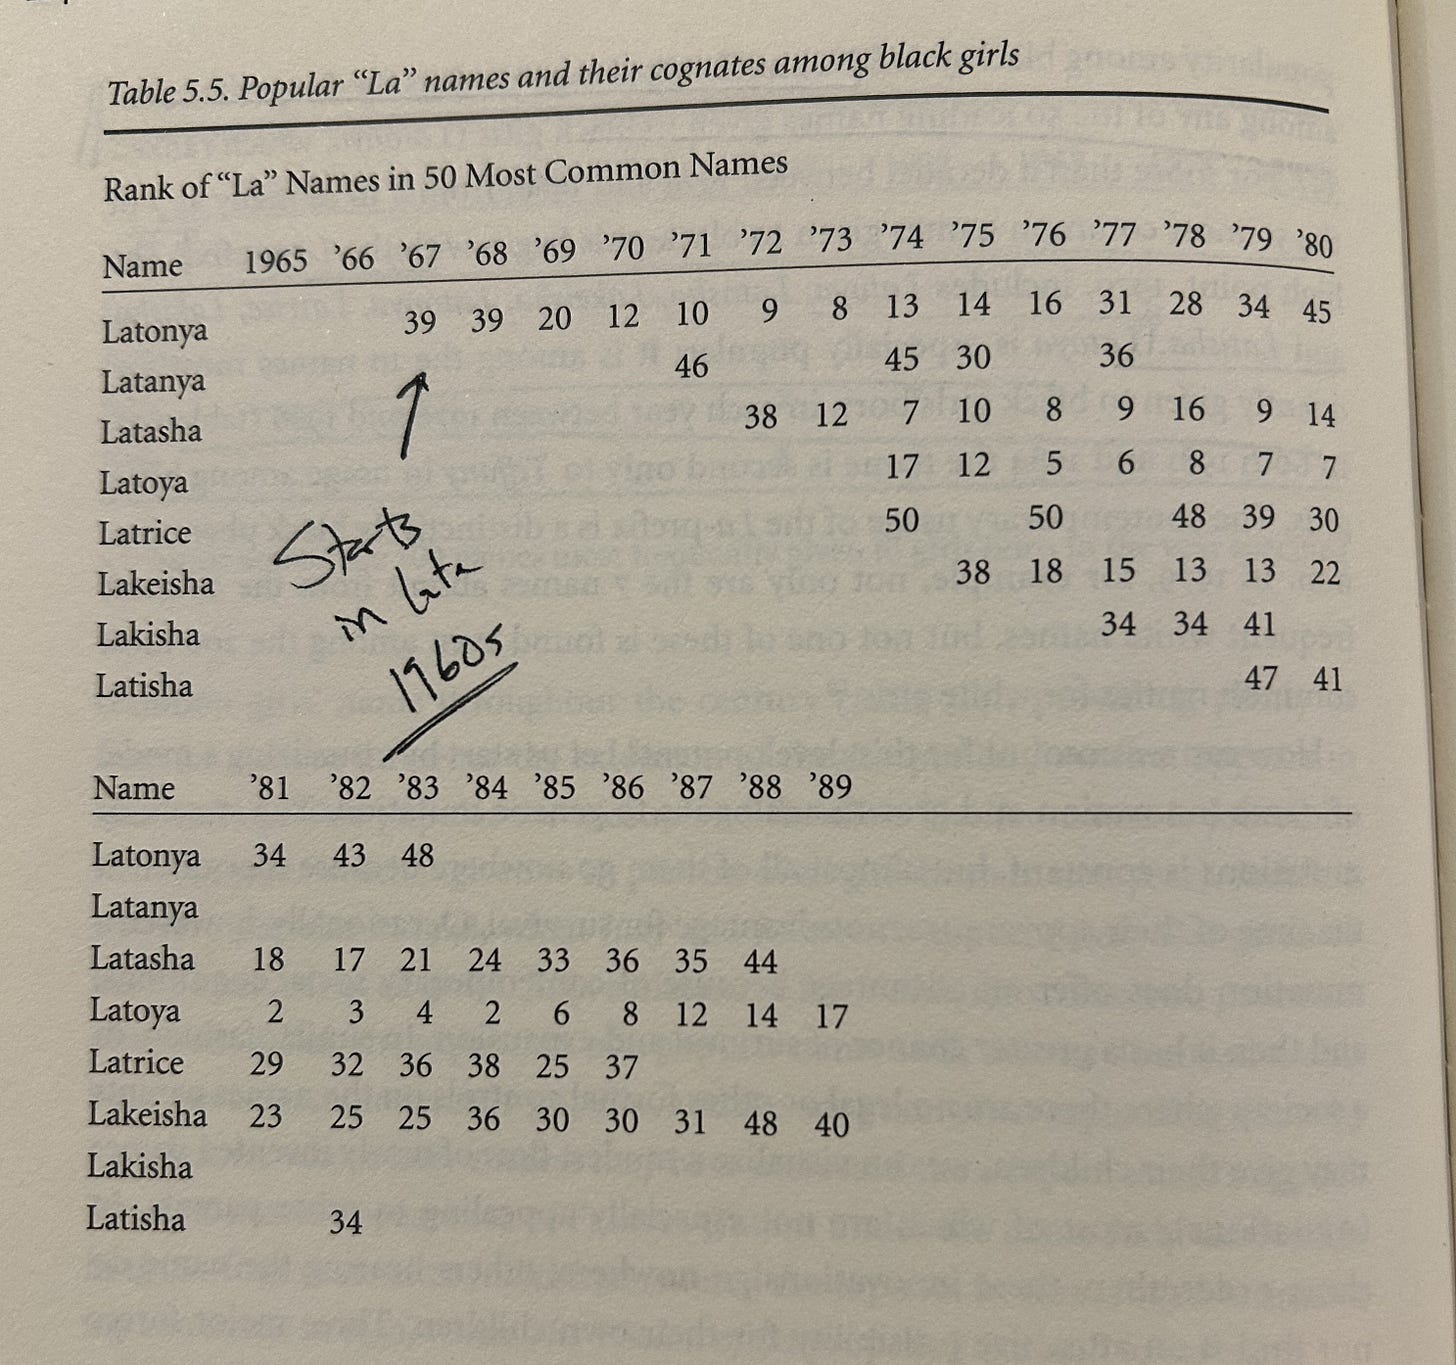 Table 5.5. Popular “La” names and their cognates among black girls
Rank of “La” Names in 50 Most Common Names
Name 1965 ’66 ’67 ’68 ’69 ’70 ’71 ’72 ’73 ’74 ’75 ’76 ’77 ’78 ’79 ’80
Latonya 39 39 20 12 10 9 8 13 14 16 31 28 34 45
Latanya 46 45 30 36
Latasha 38 12 7 10 8 9 16 9 14
Latoya 17 12 5 6 8 7 7
Latrice 50 50 48 39 30
Lakeisha 38 18 15 13 13 22
Lakisha 34 34 41
Latisha 47 41
Starts
in late
1960s
Name ’81 ’82 ’83 ’84 ’85 ’86 ’87 ’88 ’89
Latonya 34 43 48
Latanya
Latasha 18 17 21 24 33 36 35 44
Latoya 2 3 4 2 6 8 12 14 17
Latrice 29 32 36 38 25 37
Lakeisha 23 25 25 36 30 30 31 48 40
Lakisha
Latisha 34